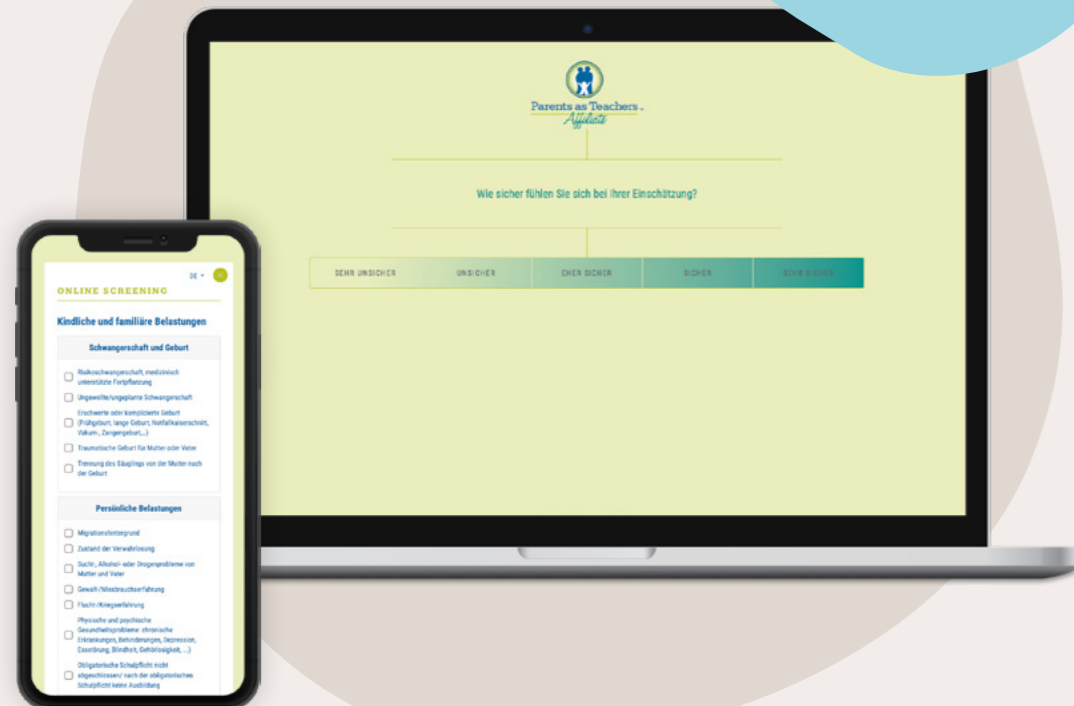 Parents as Teachers
Affiliate
Wie sicher fühlen Sie sich bei Ihrer Einschätzung?
SEHR UNSICHER
UNSICHER
EHER SICHER
SICHER
SEHR SICHER
DE
ONLINE SCREENING
Kindliche und familiäre Belastungen
Schwangerschaft und Geburt
Risikoschwangerschaft, medizinisch
unterstützte Fortpflanzung
Ungewollte/ungeplante Schwangerschaft
Erschwerte oder komplizierte Geburt
(Frühgeburt, lange Geburt, Notfallkaiserschnitt,
Vakuum-, Zangengeburt,...)
Traumatische Geburt für Mutter oder Vater
Trennung des Säuglings von der Mutter nach
der Geburt
Persönliche Belastungen
Migrationshintergrund
Zustand der Verwahrlosung
Sucht-, Alkohol- oder Drogenprobleme von
Mutter und Vater
Gewalt-/Missbrauchserfahrung
Flucht-/Kriegserfahrung
Physische und psychische
Gesundheitsprobleme: chronische
Erkrankungen, Behinderungen, Depression,
Essstörung, Blindheit, Gehörlosigkeit, ...)
Obligatorische Schulpflicht nicht
abgeschlossen/ nach der obligatorischen
Schulpflicht keine Ausbildung